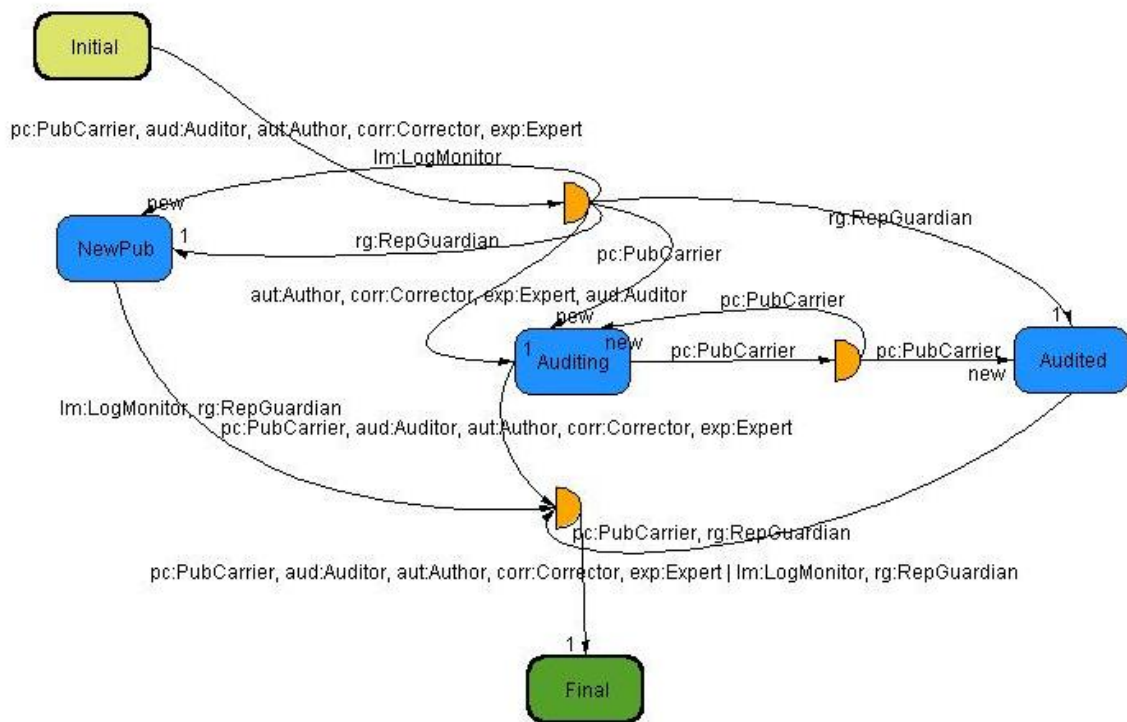 Initial
pc:PubCarrier, aud:Auditor, aut:Author, corr:Corrector, exp:Expert
lm:LogMonitor
new
1
NewPub
rg:RepGuardian
rg:RepGuardian
pc:PubCarrier
aut:Author, corr:Corrector, exp:Expert, aud:Auditor
pc:PubCarrier
new
1
new
1
Auditing
pc:PubCarrier
pc:PubCarrier
new
Audited
lm:LogMonitor, rg:RepGuardian
pc:PubCarrier, aud:Auditor, aut:Author, corr:Corrector, exp:Expert
pc:PubCarrier, rg:RepGuardian
pc:PubCarrier, aud:Auditor, aut:Author, corr:Corrector, exp:Expert | lm:LogMonitor, rg:RepGuardian
1
Final